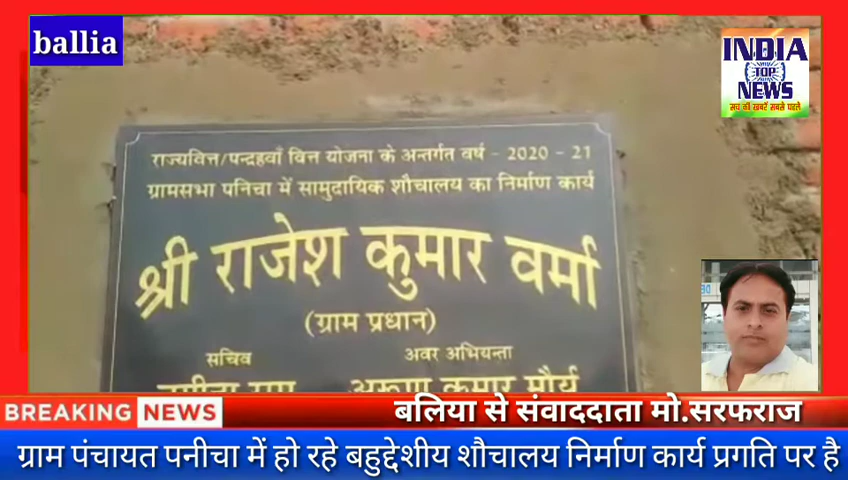 ballia
INDIA
TOP
NEWS
सच की खबरें सबसे पहले
राज्यवित्त/पन्द्रहवाँ वित्त योजना के अन्तर्गत वर्ष - 2020 - 21
ग्रामसभा पनिचा में सामुदायिक शौचालय का निर्माण कार्य
श्री राजेश कुमार वर्मा
(ग्राम प्रधान)
सचिव अवर अभियन्ता
अरूण कुमार मौर्य
BREAKING NEWS बलिया से संवाददाता मो.सरफराज
ग्राम पंचायत पनीचा में हो रहे बहुद्देशीय शौचालय निर्माण कार्य प्रगति पर है